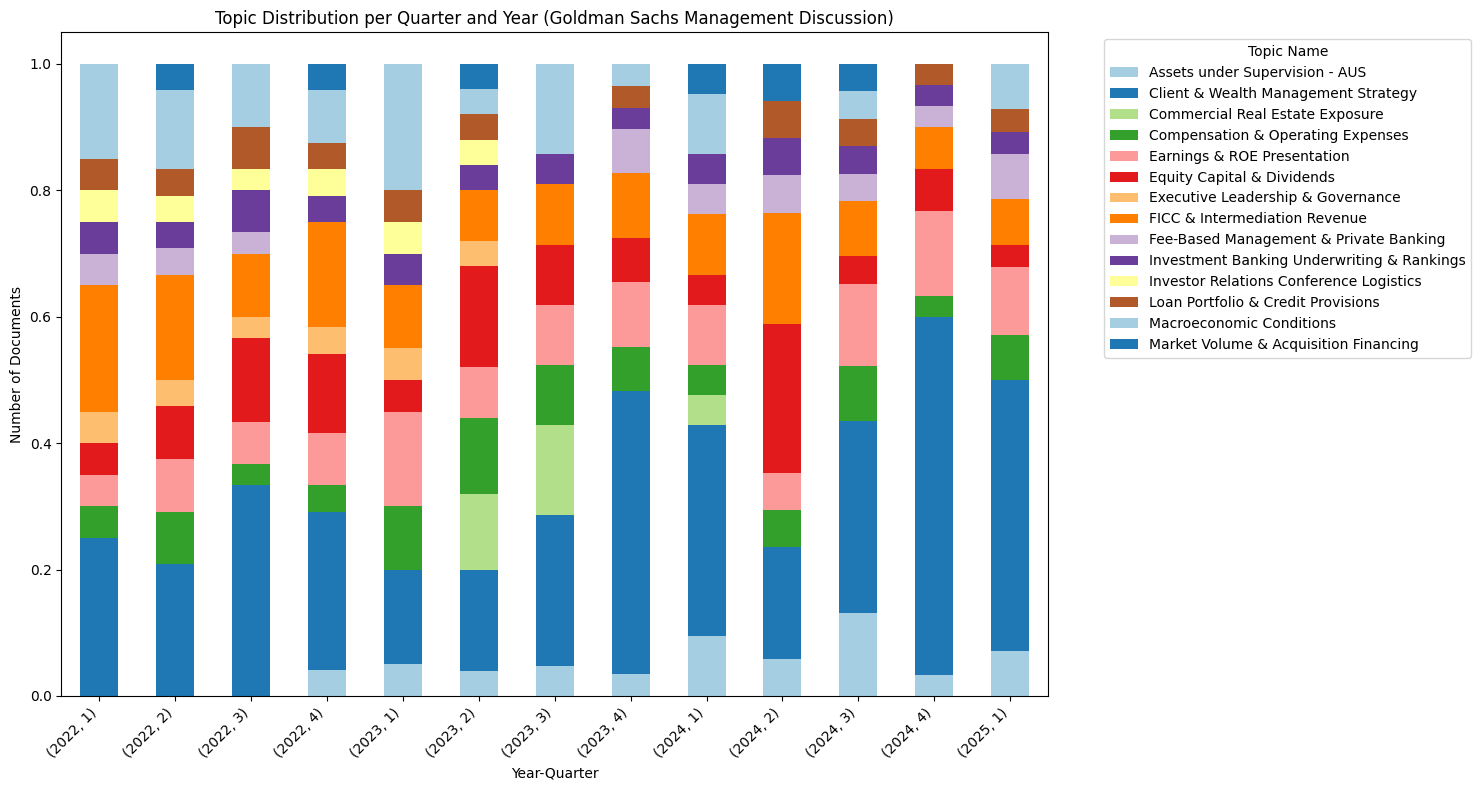 Topic Distribution per Quarter and Year (Goldman Sachs Management Discussion)
Number of Documents
1.0
0.8
0.6
0.4
0.2
0.0
(2022, 1)
(2022, 2)
(2022, 3)
(2022, 4)
(2023, 1)
(2023, 2)
(2023, 3)
(2023, 4)
(2024, 1)
(2024, 2)
(2024, 3)
(2024, 4)
(2025, 1)
Year-Quarter
Topic Name
Assets under Supervision - AUS
Client & Wealth Management Strategy
Commercial Real Estate Exposure
Compensation & Operating Expenses
Earnings & ROE Presentation
Equity Capital & Dividends
Executive Leadership & Governance
FICC & Intermediation Revenue
Fee-Based Management & Private Banking
Investment Banking Underwriting & Rankings
Investor Relations Conference Logistics
Loan Portfolio & Credit Provisions
Macroeconomic Conditions
Market Volume & Acquisition Financing